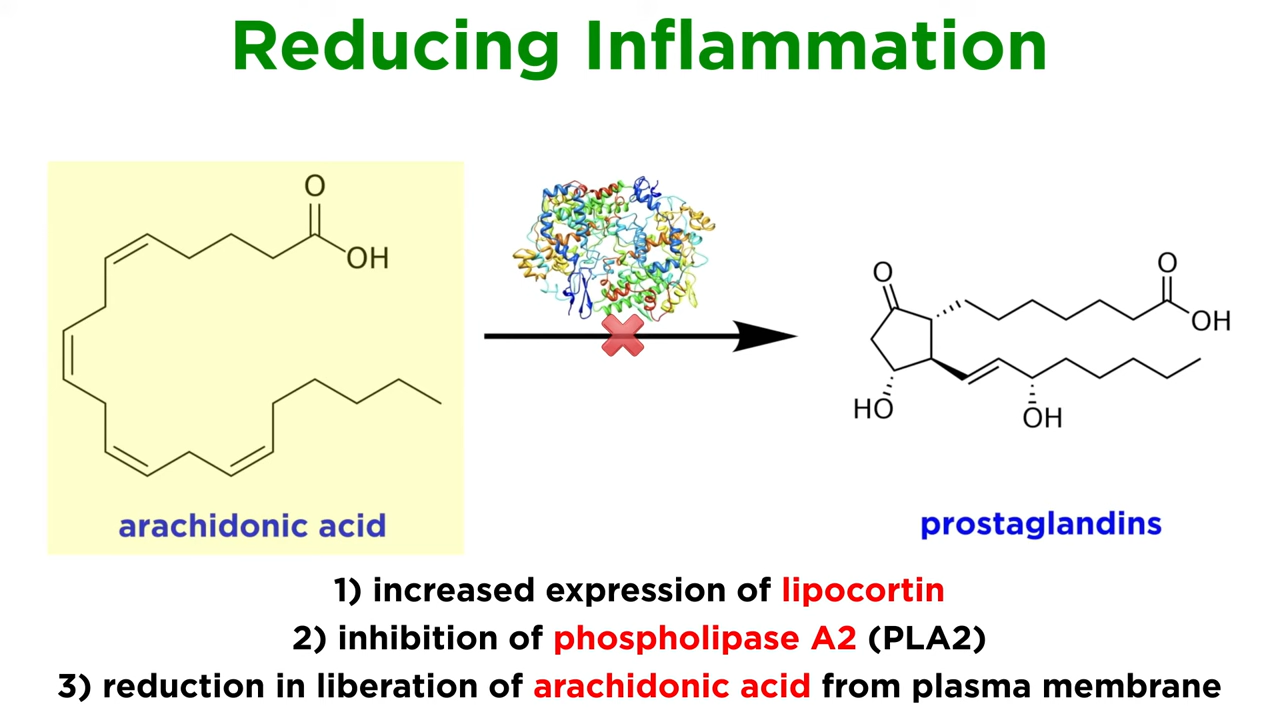 Reducing Inflammation
O
OH
arachidonic acid
O
O
OH
HO
OH
prostaglandins
1) increased expression of lipocortin
2) inhibition of phospholipase A2 (PLA2)
3) reduction in liberation of arachidonic acid from plasma membrane